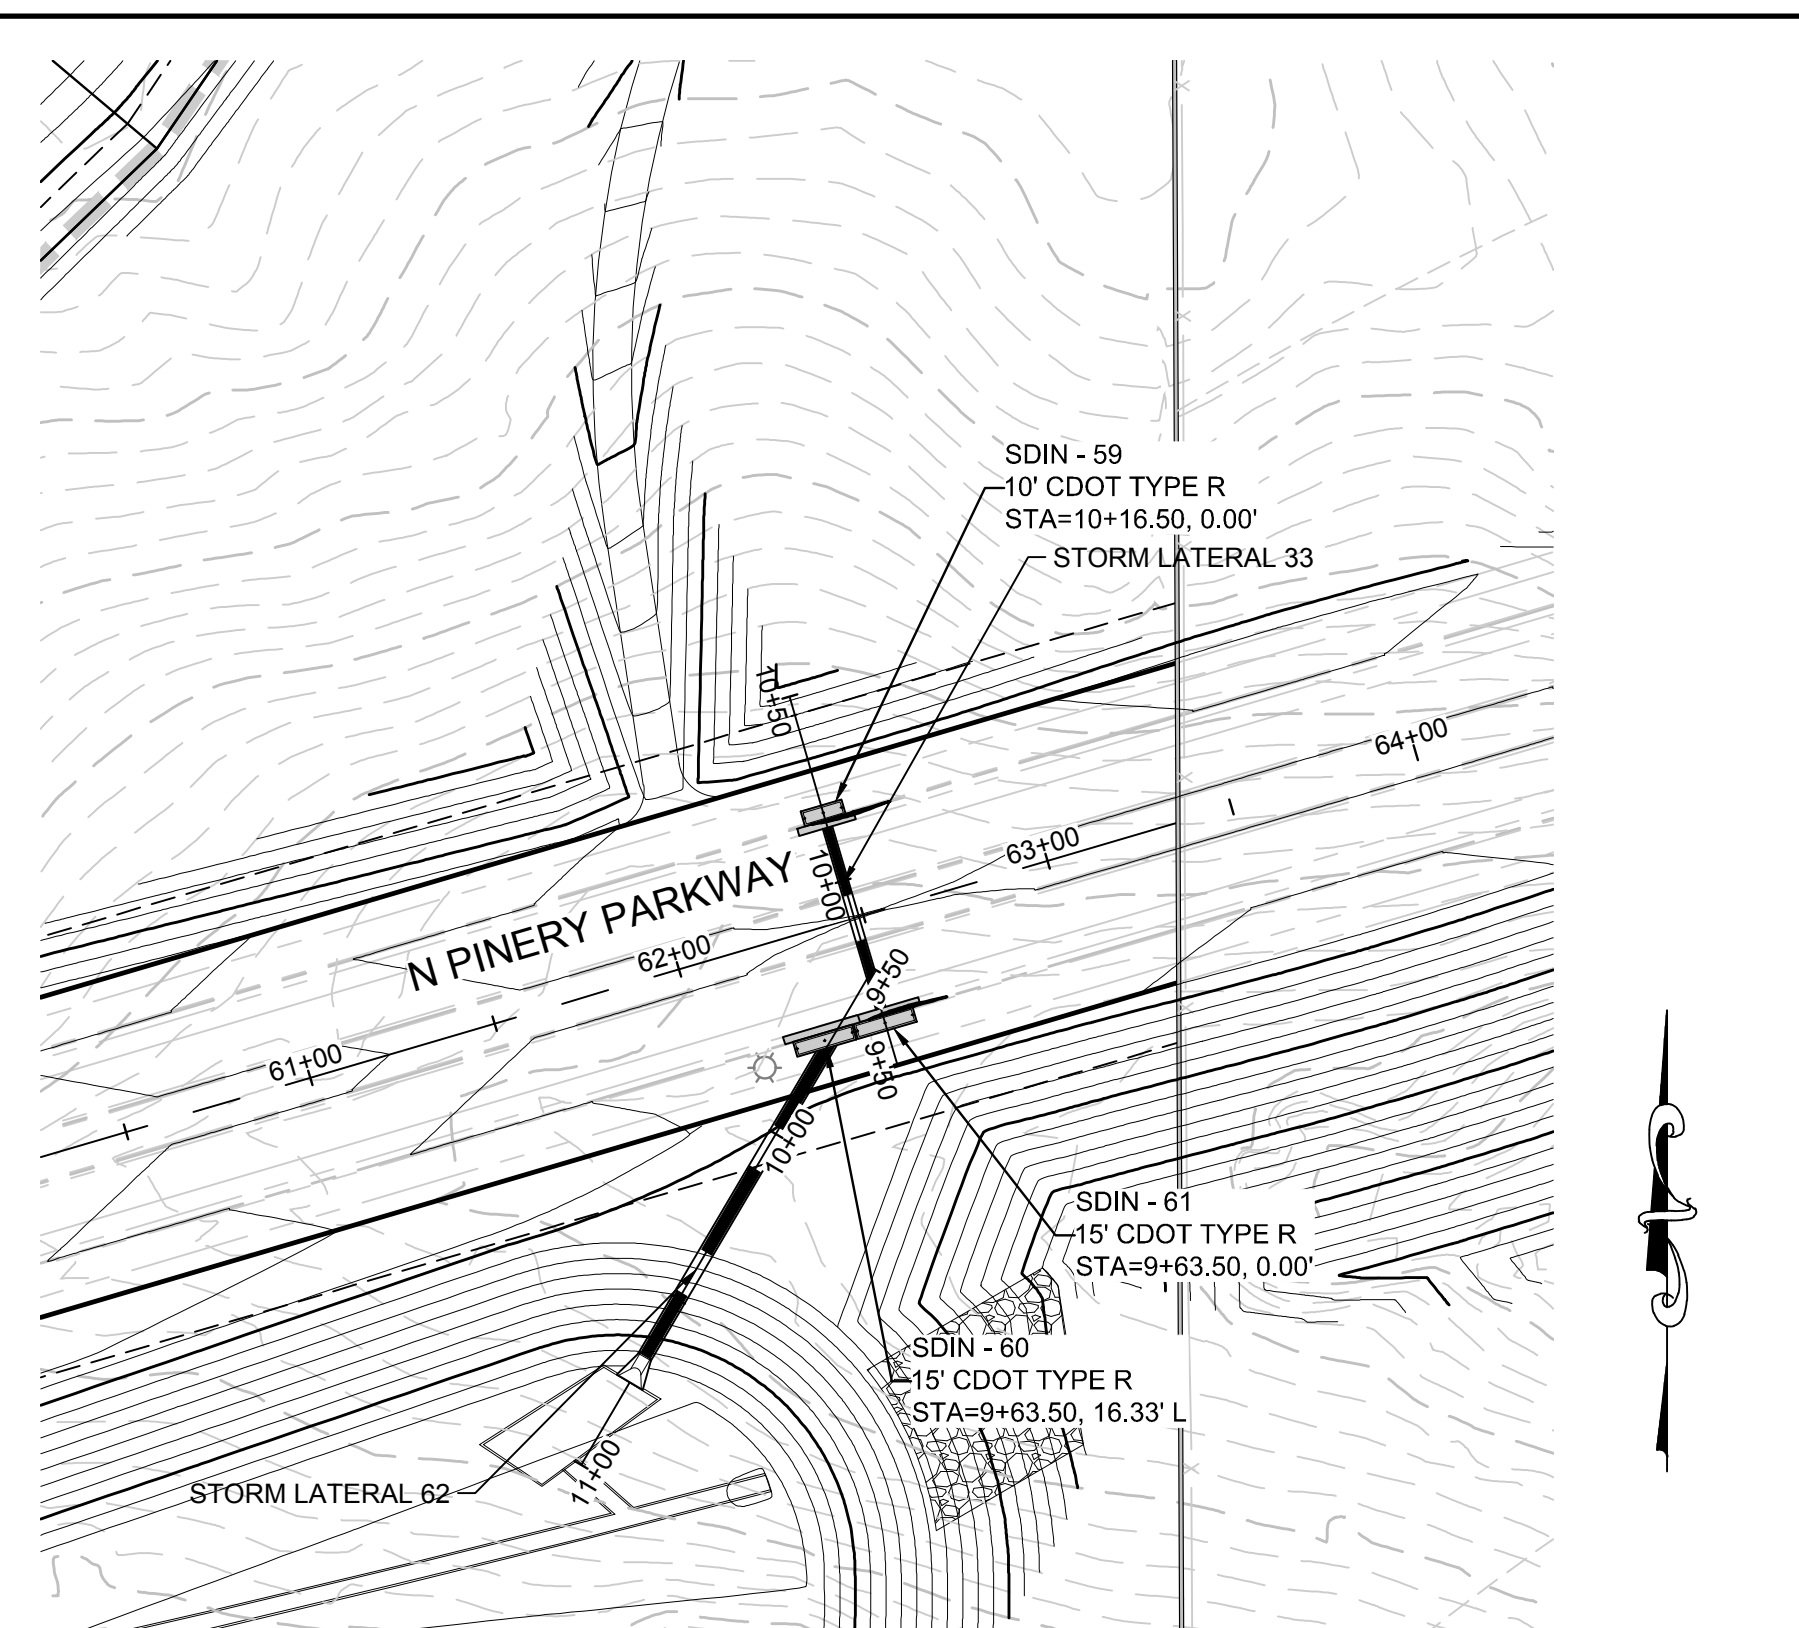 SDIN - 59
10' CDOT TYPE R
STA=10+16.50, 0.00'
STORM LATERAL 33
10+50
64+00
63+00
10+00
N PINERY PARKWAY
62+00
9+50
61+00
9+50
10+00
SDIN - 61
15' CDOT TYPE R
STA=9+63.50, 0.00'
SDIN - 60
15' CDOT TYPE R
STA=9+63.50, 16.33' L
11+00
STORM LATERAL 62